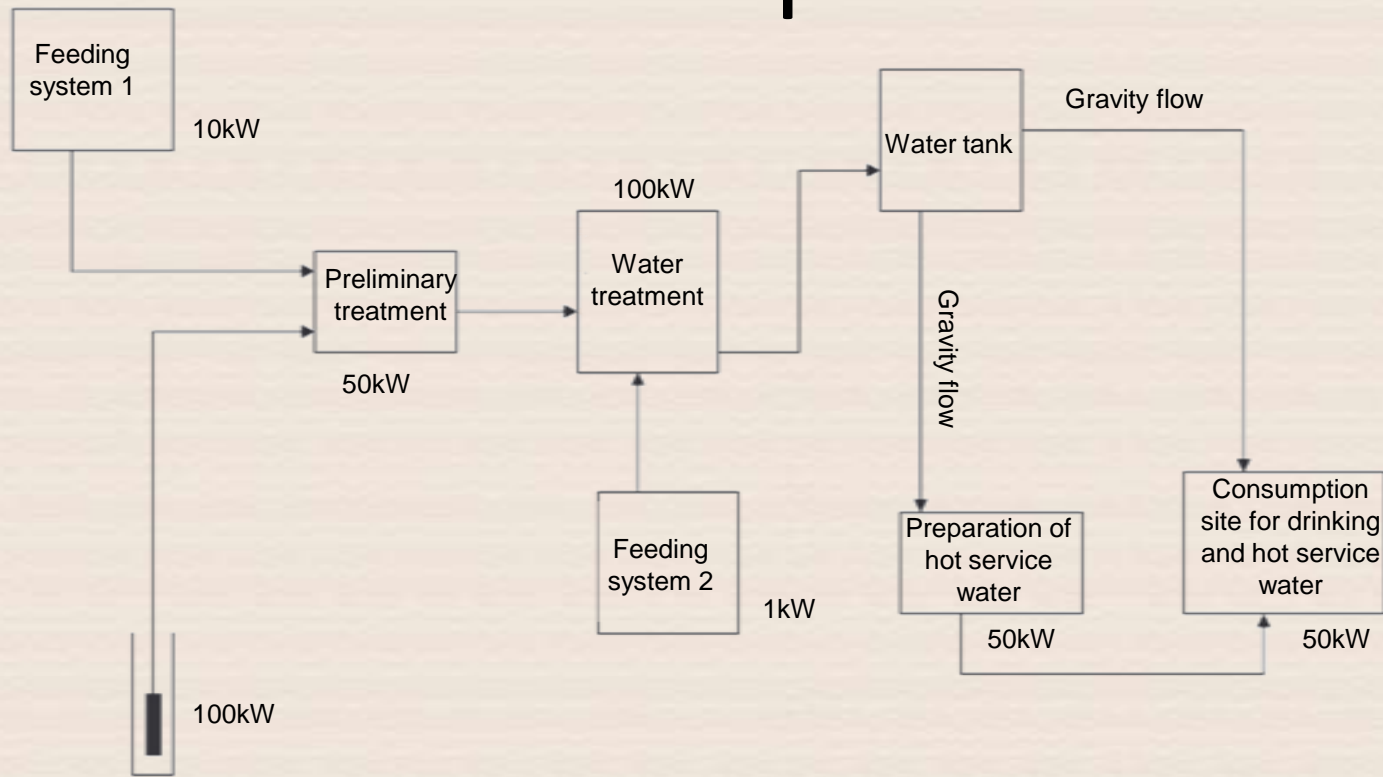 Feeding
system 1
10kW
Gravity flow
Water tank
100kW
Water
treatment
Preliminary
treatment
50kW
Gravity flow
Feeding
system 2
1kW
Preparation of
hot service
water
50kW
Consumption
site for drinking
and hot service
water
50kW
100kW